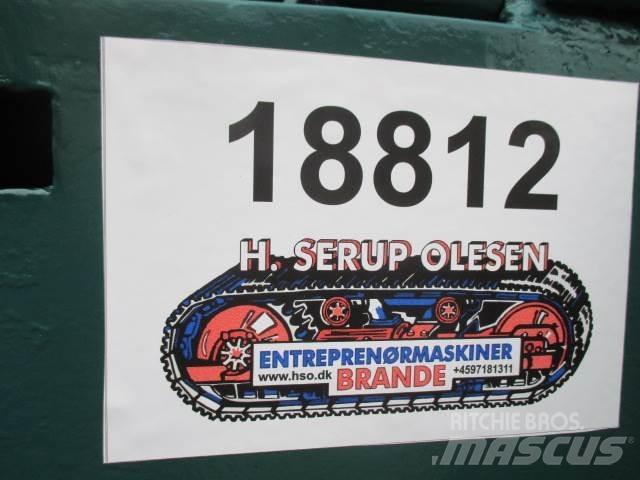 18812
H. SERUP OLESEN
ENTREPRENØRMASKINER
www.hso.dk BRANDE +4597181311
RITCHIE BROS.
MASCUS